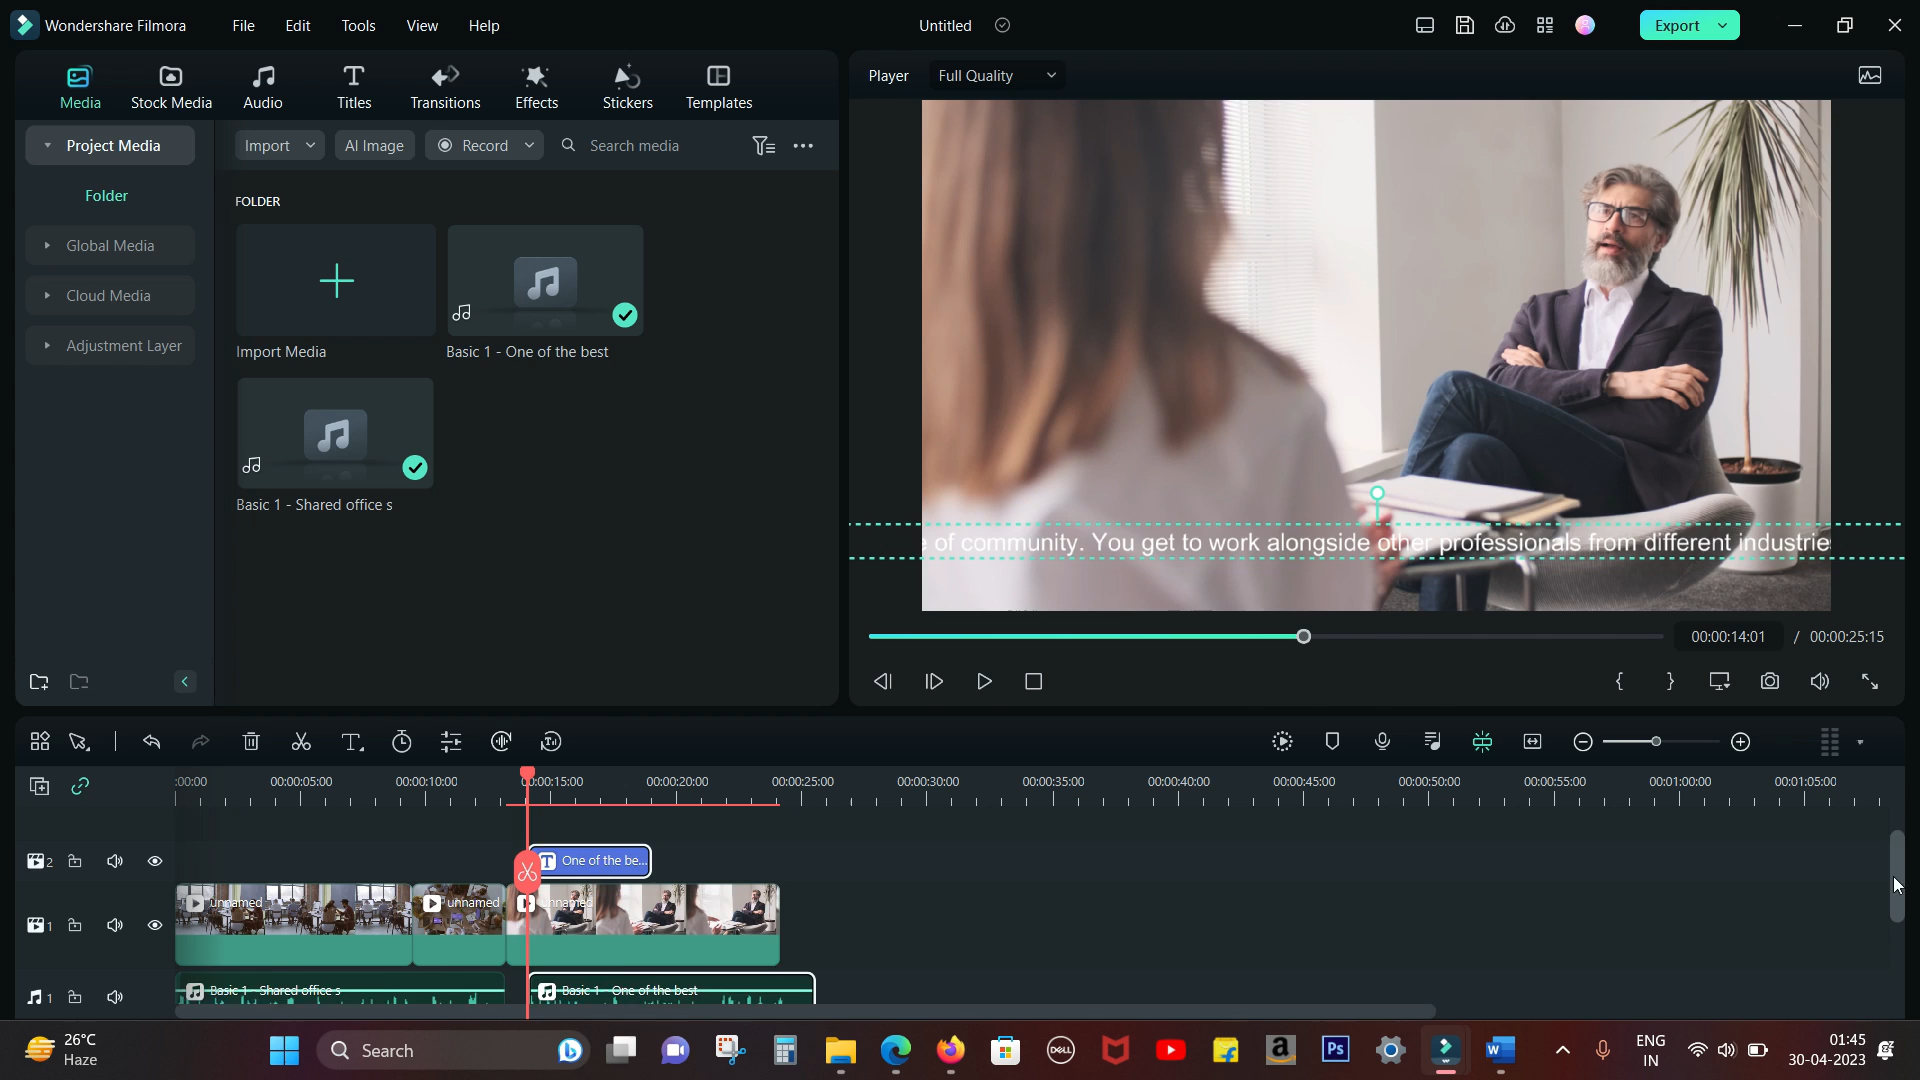 Wondershare Filmora
File
Edit
Tools
View
Help
Untitled
Export
Media
Stock Media
Audio
Titles
Transitions
Effects
Stickers
Templates
Player
Full Quality
Project Media
Folder
Global Media
Cloud Media
Adjustment Layer
Import
AI Image
Record
Search media
FOLDER
Import Media
Basic 1 - One of the best
Basic 1 - Shared office s
of community. You get to work alongside other professionals from different industrie
00:00:14:01 / 00:00:25:15
:00:00
00:00:05:00
00:00:10:00
00:00:15:00
00:00:20:00
00:00:25:00
00:00:30:00
00:00:35:00
00:00:40:00
00:00:45:00
00:00:50:00
00:00:55:00
00:01:00:00
00:01:05:00
2
T One of the be...
1
unnamed
unnamed
unnamed
1
Basic 1 - Shared office s
Basic 1 - One of the best
26°C
Haze
Search
DELL
a
Ps
W
ENG
IN
01:45
30-04-2023